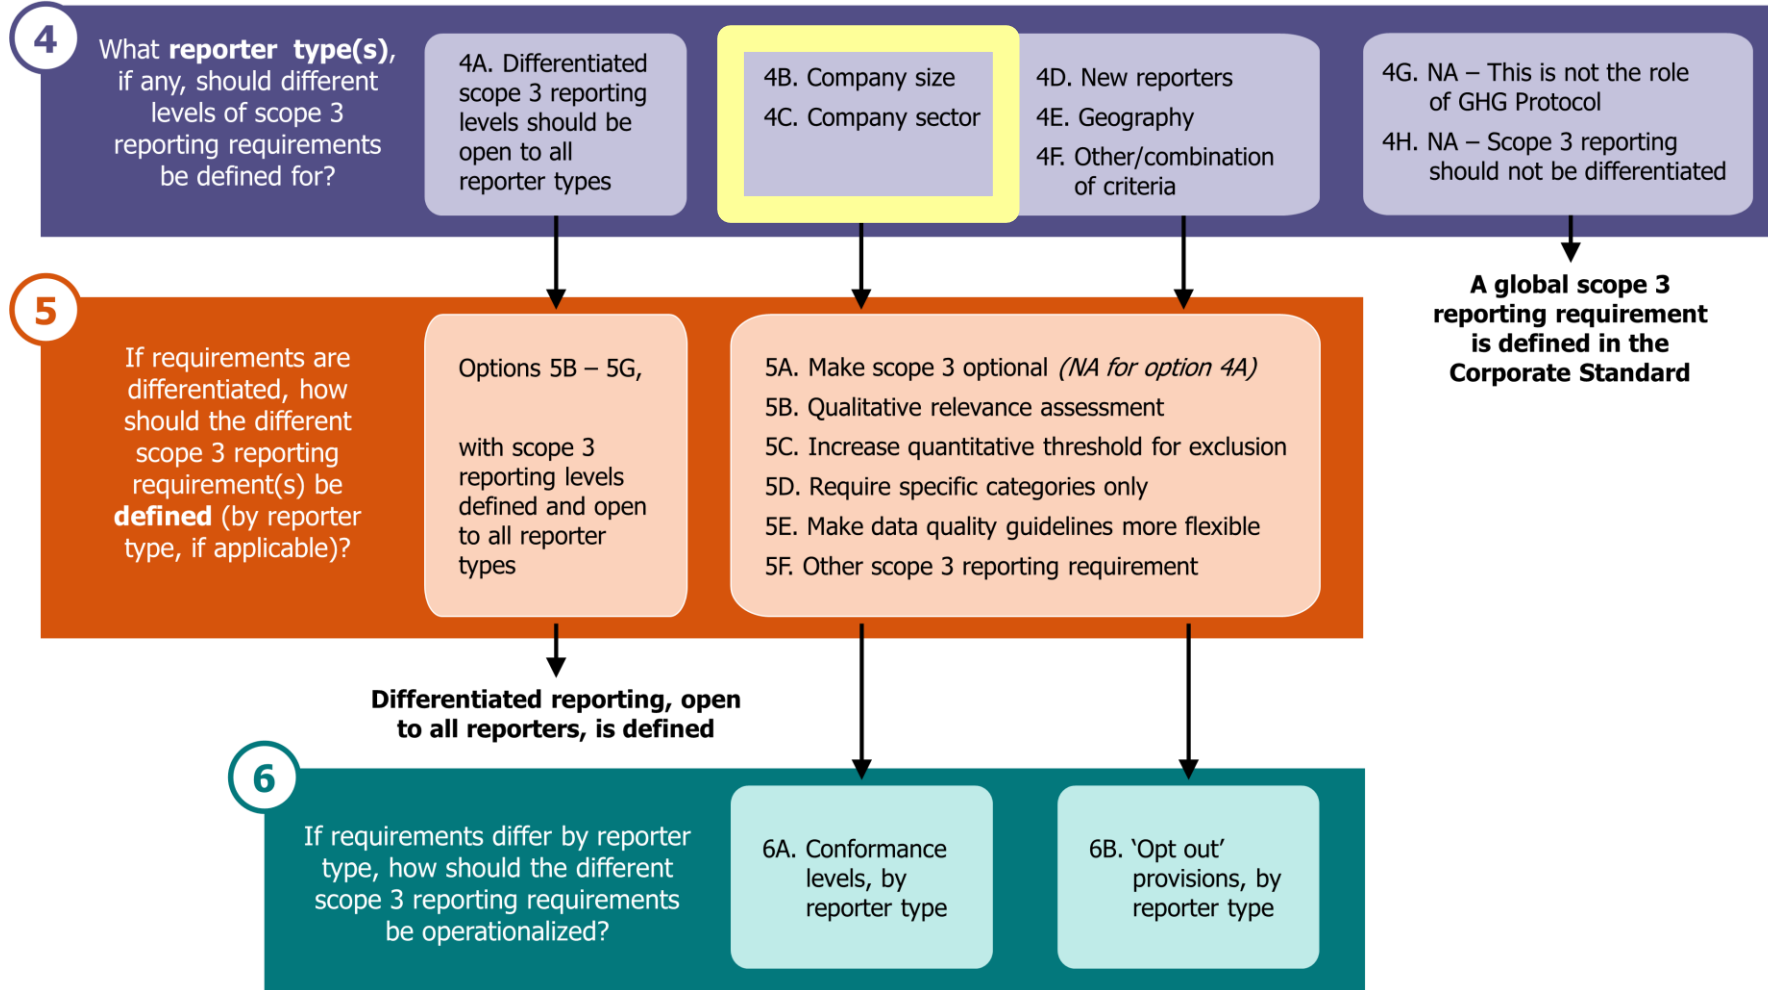 4
What reporter type(s),
if any, should different
levels of scope 3
reporting requirements
be defined for?
4A. Differentiated
scope 3 reporting
levels should be
open to all
reporter types
4B. Company size
4C. Company sector
4D. New reporters
4E. Geography
4F. Other/combination
of criteria
4G. NA – This is not the role
of GHG Protocol
4H. NA – Scope 3 reporting
should not be differentiated
A global scope 3
reporting requirement
is defined in the
Corporate Standard
5
If requirements are
differentiated, how
should the different
scope 3 reporting
requirement(s) be
defined (by reporter
type, if applicable)?
Options 5B – 5G,
with scope 3
reporting levels
defined and open
to all reporter
types
5A. Make scope 3 optional (NA for option 4A)
5B. Qualitative relevance assessment
5C. Increase quantitative threshold for exclusion
5D. Require specific categories only
5E. Make data quality guidelines more flexible
5F. Other scope 3 reporting requirement
Differentiated reporting, open
to all reporters, is defined
6
If requirements differ by reporter
type, how should the different
scope 3 reporting requirements
be operationalized?
6A. Conformance
levels, by
reporter type
6B. ‘Opt out’
provisions, by
reporter type